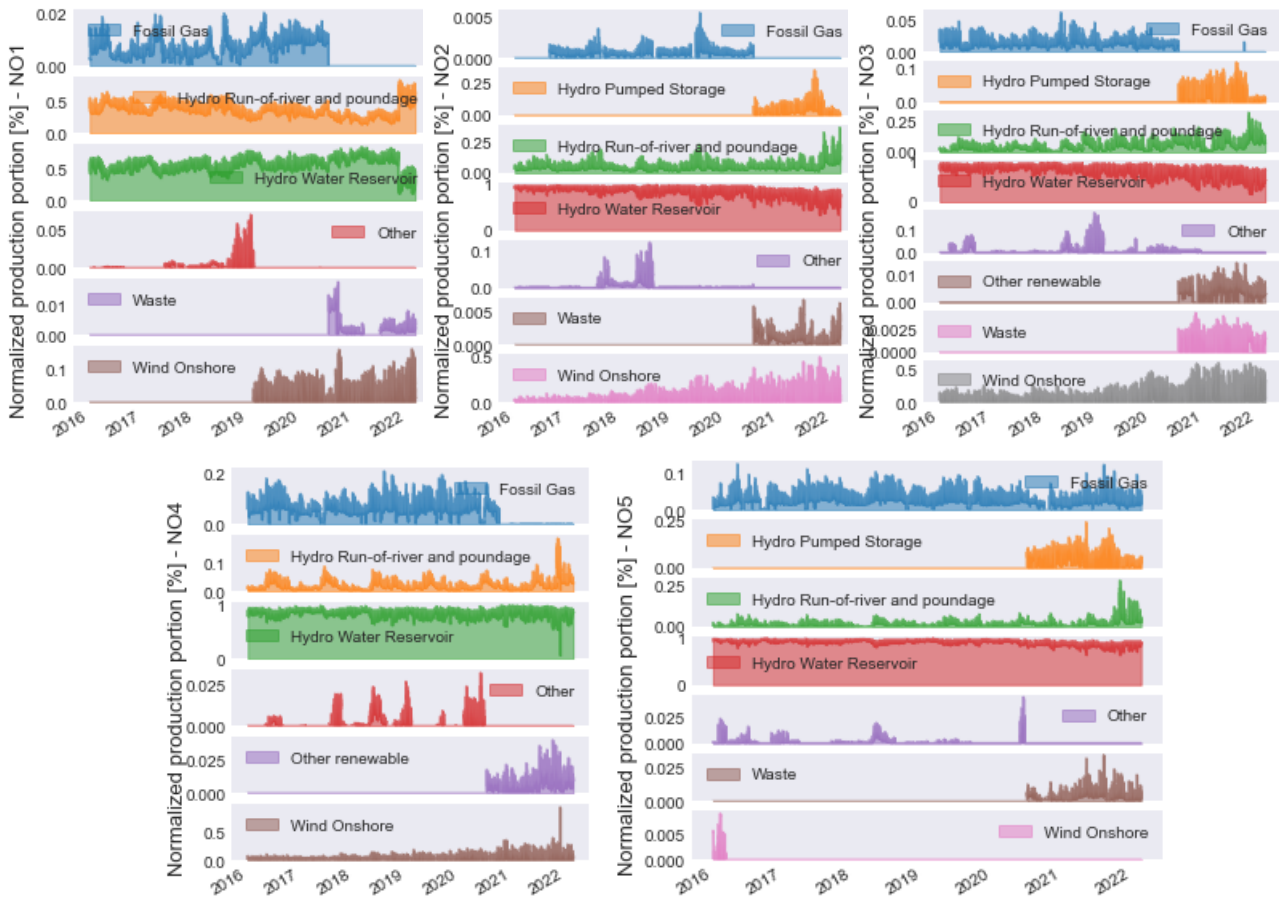 Normalized production portion [%] - NO1
0.02
0.00
Fossil Gas
0.5
0.0
Hydro Run-of-river and poundage
0.5
0.0
Hydro Water Reservoir
0.05
0.00
Other
0.01
0.00
Waste
0.1
0.0
Wind Onshore
2016 2017 2018 2019 2020 2021 2022
Normalized production portion [%] - NO2
0.005
0.000
Fossil Gas
0.25
0.00
Hydro Pumped Storage
0.25
0.00
Hydro Run-of-river and poundage
1
0
Hydro Water Reservoir
0.1
0.0
Other
0.005
0.000
Waste
0.5
0.0
Wind Onshore
2016 2017 2018 2019 2020 2021 2022
Normalized production portion [%] - NO3
0.05
0.00
Fossil Gas
0.1
0.0
Hydro Pumped Storage
0.25
0.00
Hydro Run-of-river and poundage
1
0
Hydro Water Reservoir
0.1
0.0
Other
0.01
0.00
Other renewable
0.0025
0.0000
Waste
0.5
0.0
Wind Onshore
2016 2017 2018 2019 2020 2021 2022
Normalized production portion [%] - NO4
0.2
0.0
Fossil Gas
0.1
0.0
Hydro Run-of-river and poundage
1
0
Hydro Water Reservoir
0.025
0.000
Other
0.025
0.000
Other renewable
0.5
0.0
Wind Onshore
2016 2017 2018 2019 2020 2021 2022
Normalized production portion [%] - NO5
0.1
0.0
Fossil Gas
0.25
0.00
Hydro Pumped Storage
0.25
0.00
Hydro Run-of-river and poundage
1
0
Hydro Water Reservoir
0.025
0.000
Other
0.025
0.000
Waste
0.005
0.000
Wind Onshore
2016 2017 2018 2019 2020 2021 2022